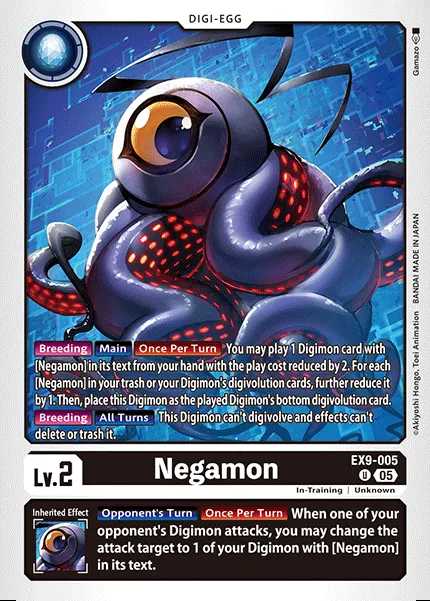 DIGI-EGG
Gamazo
©Akiyoshi Hongo, Toei Animation BANDAI MADE IN JAPAN
Breeding Main Once Per Turn You may play 1 Digimon card with
[Negamon] in its text from your hand with the play cost reduced by 2. For each
[Negamon] in your trash or your Digimon's digivolution cards, further reduce it
by 1. Then, place this Digimon as the played Digimon's bottom digivolution card.
Breeding All Turns This Digimon can't digivolve and effects can't
delete or trash it.
Lv.2
Negamon
EX9-005
U 05
In-Training | Unknown
Inherited Effect
Opponent's Turn Once Per Turn When one of your
opponent's Digimon attacks, you may change the
attack target to 1 of your Digimon with [Negamon]
in its text.